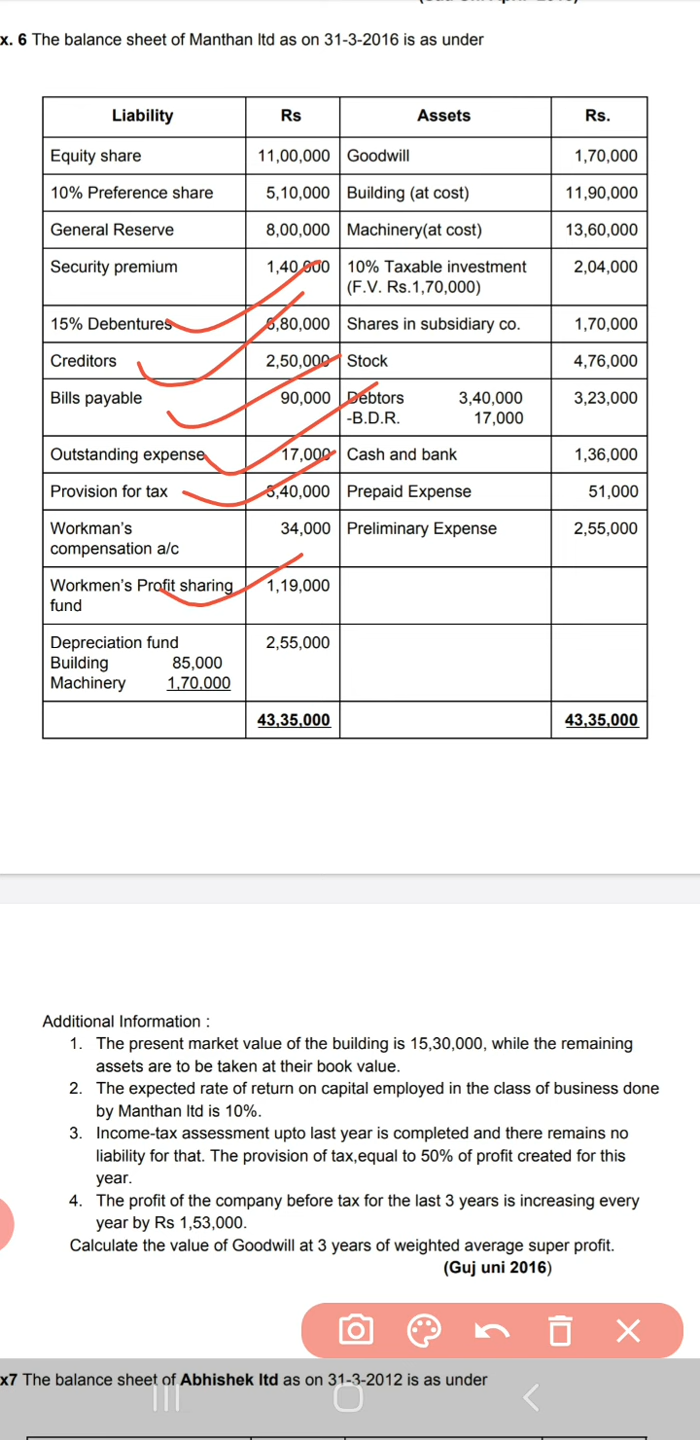 x. 6 The balance sheet of Manthan ltd as on 31-3-2016 is as under
Liability Rs Assets Rs.
Equity share 11,00,000 Goodwill 1,70,000
10% Preference share 5,10,000 Building (at cost) 11,90,000
General Reserve 8,00,000 Machinery(at cost) 13,60,000
Security premium 1,40,000 10% Taxable investment 2,04,000
(F.V. Rs.1,70,000)
15% Debentures 6,80,000 Shares in subsidiary co. 1,70,000
Creditors 2,50,000 Stock 4,76,000
Bills payable 90,000 Debtors 3,40,000 3,23,000
-B.D.R. 17,000
Outstanding expense 17,000 Cash and bank 1,36,000
Provision for tax 3,40,000 Prepaid Expense 51,000
Workman's 34,000 Preliminary Expense 2,55,000
compensation a/c
Workmen's Profit sharing 1,19,000
fund
Depreciation fund 2,55,000
Building 85,000
Machinery 1,70,000
43,35,000 43,35,000
Additional Information :
1. The present market value of the building is 15,30,000, while the remaining
assets are to be taken at their book value.
2. The expected rate of return on capital employed in the class of business done
by Manthan ltd is 10%.
3. Income-tax assessment upto last year is completed and there remains no
liability for that. The provision of tax,equal to 50% of profit created for this
year.
4. The profit of the company before tax for the last 3 years is increasing every
year by Rs 1,53,000.
Calculate the value of Goodwill at 3 years of weighted average super profit.
(Guj uni 2016)
x7 The balance sheet of Abhishek ltd as on 31-3-2012 is as under